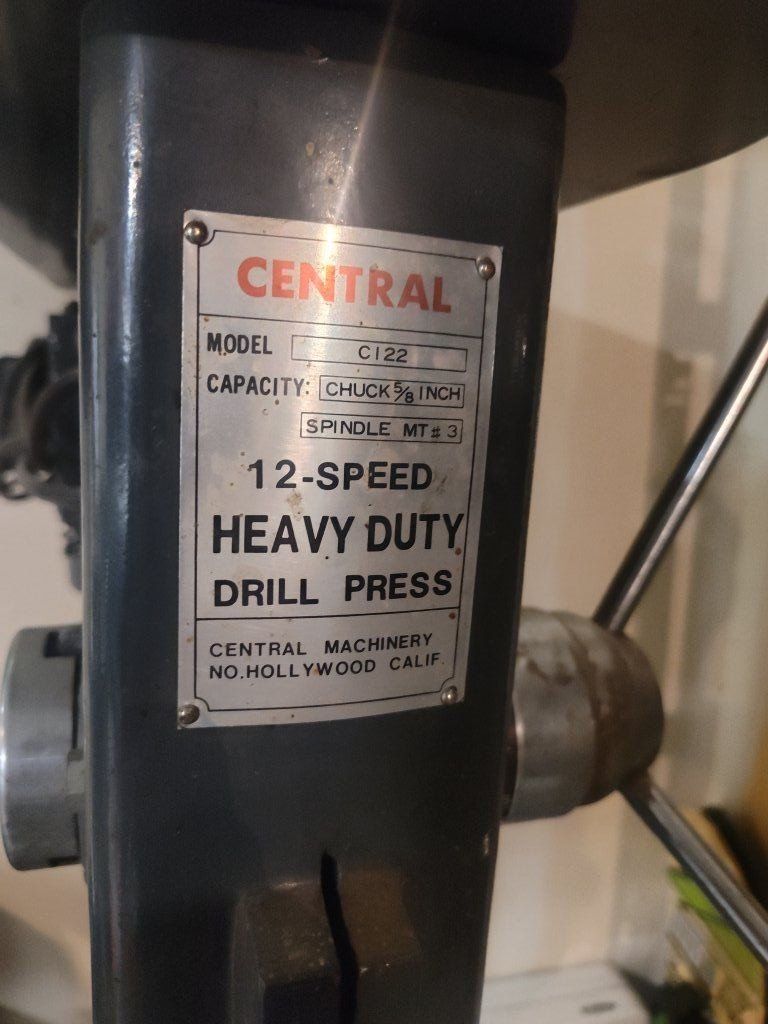 CENTRAL
MODEL C122
CAPACITY: CHUCK 5/8 INCH
SPINDLE MT#3
12-SPEED
HEAVY DUTY
DRILL PRESS
CENTRAL MACHINERY
NO.HOLLYWOOD CALIF.